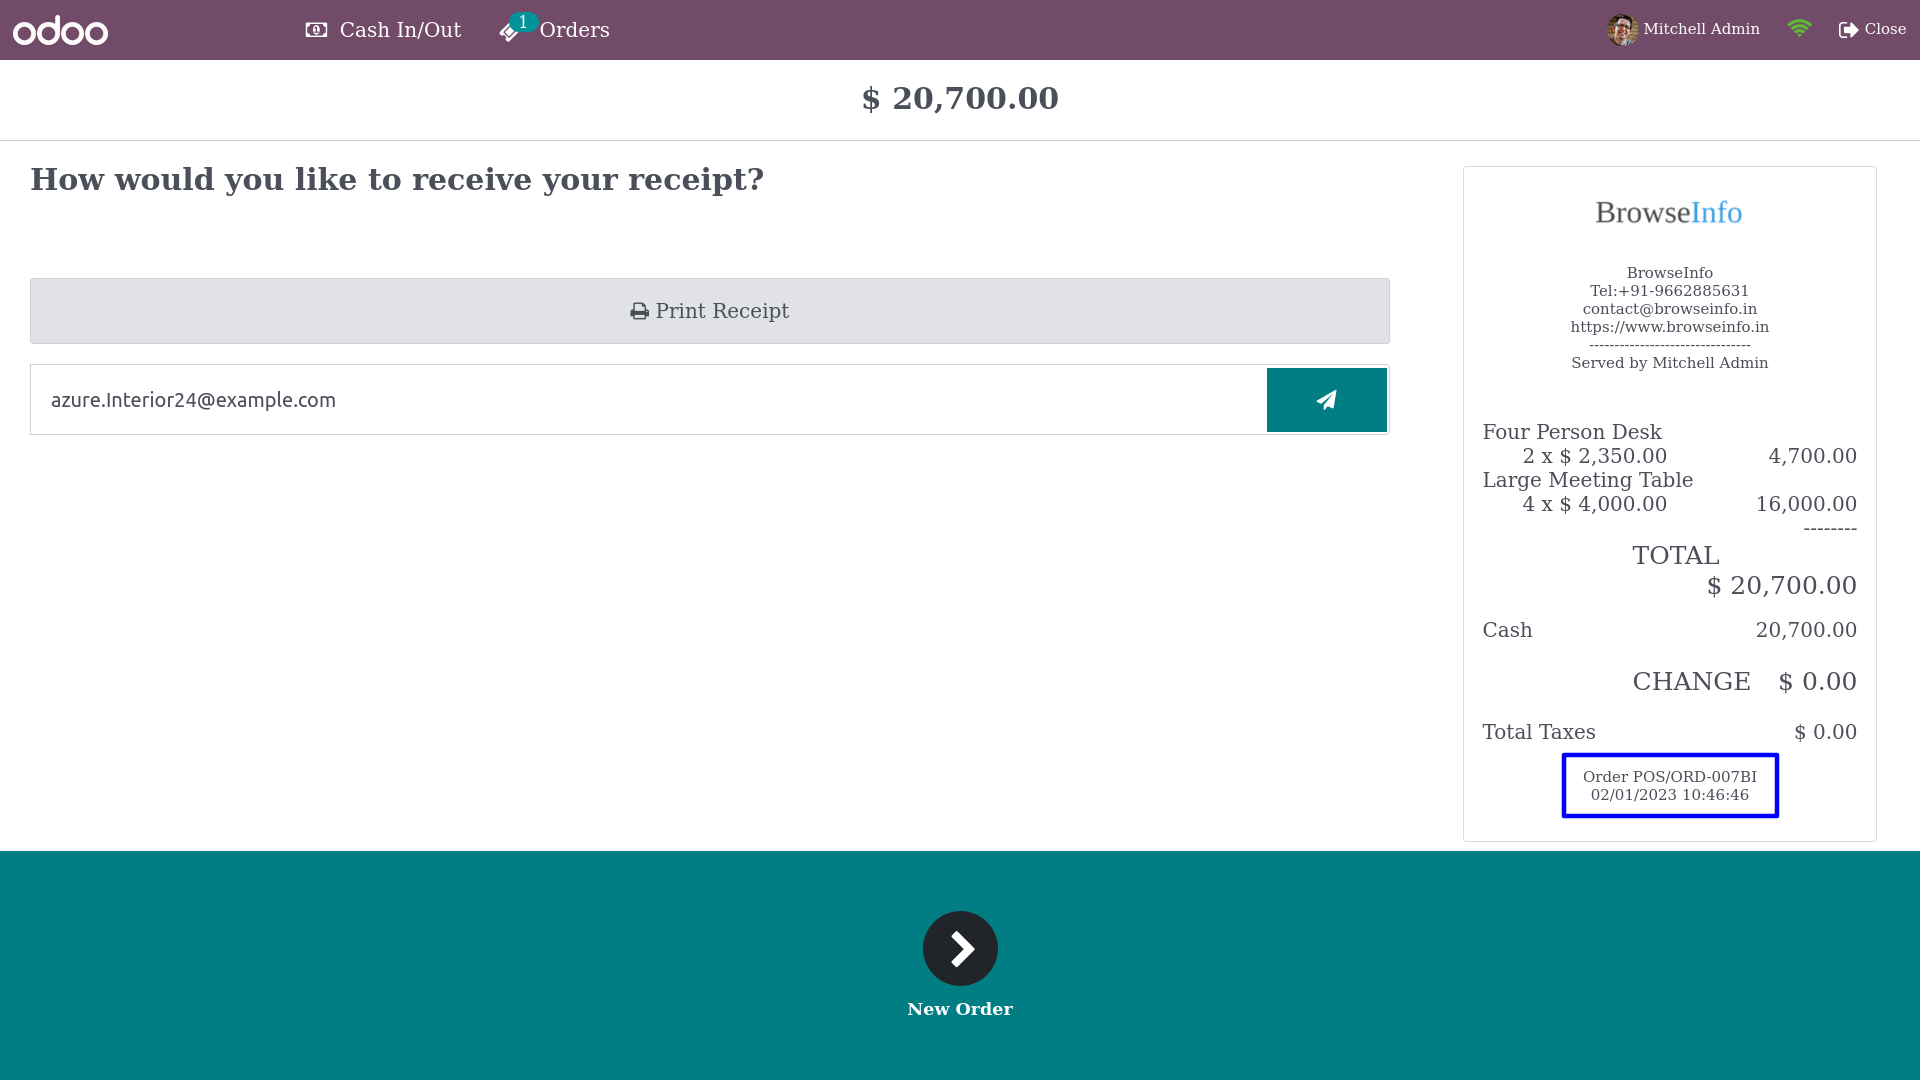 odoo
Cash In/Out
1
Orders
Mitchell Admin
Close
$ 20,700.00
How would you like to receive your receipt?
Print Receipt
azure.Interior24@example.com
BrowseInfo
BrowseInfo
Tel:+91-9662885631
contact@browseinfo.in
https://www.browseinfo.in
--------------------------------
Served by Mitchell Admin
Four Person Desk
2 x $ 2,350.00 4,700.00
Large Meeting Table
4 x $ 4,000.00 16,000.00
--------
TOTAL
$ 20,700.00
Cash 20,700.00
CHANGE $ 0.00
Total Taxes $ 0.00
Order POS/ORD-007BI
02/01/2023 10:46:46
New Order